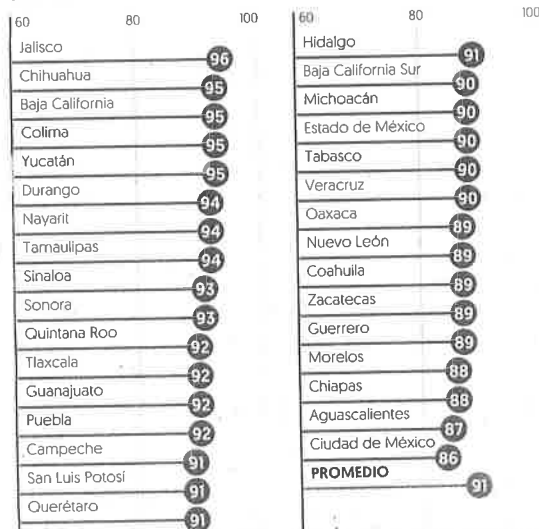 60 80 100
Jalisco
96
Chihuahua
95
Baja California
95
Colima
95
Yucatán
95
Durango
94
Nayarit
94
Tamaulipas
94
Sinaloa
93
Sonora
93
Quintana Roo
92
Tlaxcala
92
Guanajuato
92
Puebla
92
Campeche
91
San Luis Potosí
91
Querétaro
91
60 80 100
Hidalgo
91
Baja California Sur
90
Michoacán
90
Estado de México
90
Tabasco
90
Veracruz
90
Oaxaca
89
Nuevo León
89
Coahuila
89
Zacatecas
89
Guerrero
89
Morelos
88
Chiapas
88
Aguascalientes
87
Ciudad de México
86
PROMEDIO
91